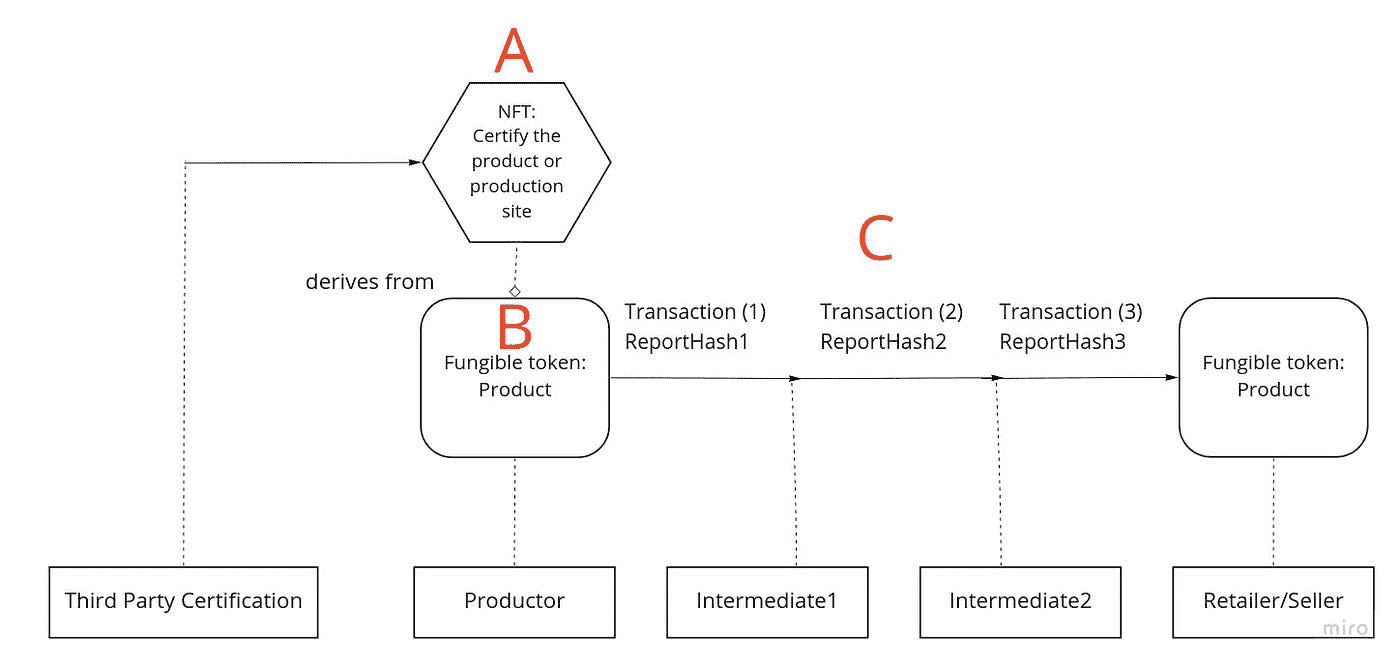 A
NFT:
Certify the
product or
production
site
C
derives from
B
Fungible token:
Product
Transaction (1)
ReportHash1
Transaction (2)
ReportHash2
Transaction (3)
ReportHash3
Fungible token:
Product
Third Party Certification
Productor
Intermediate1
Intermediate2
Retailer/Seller
miro